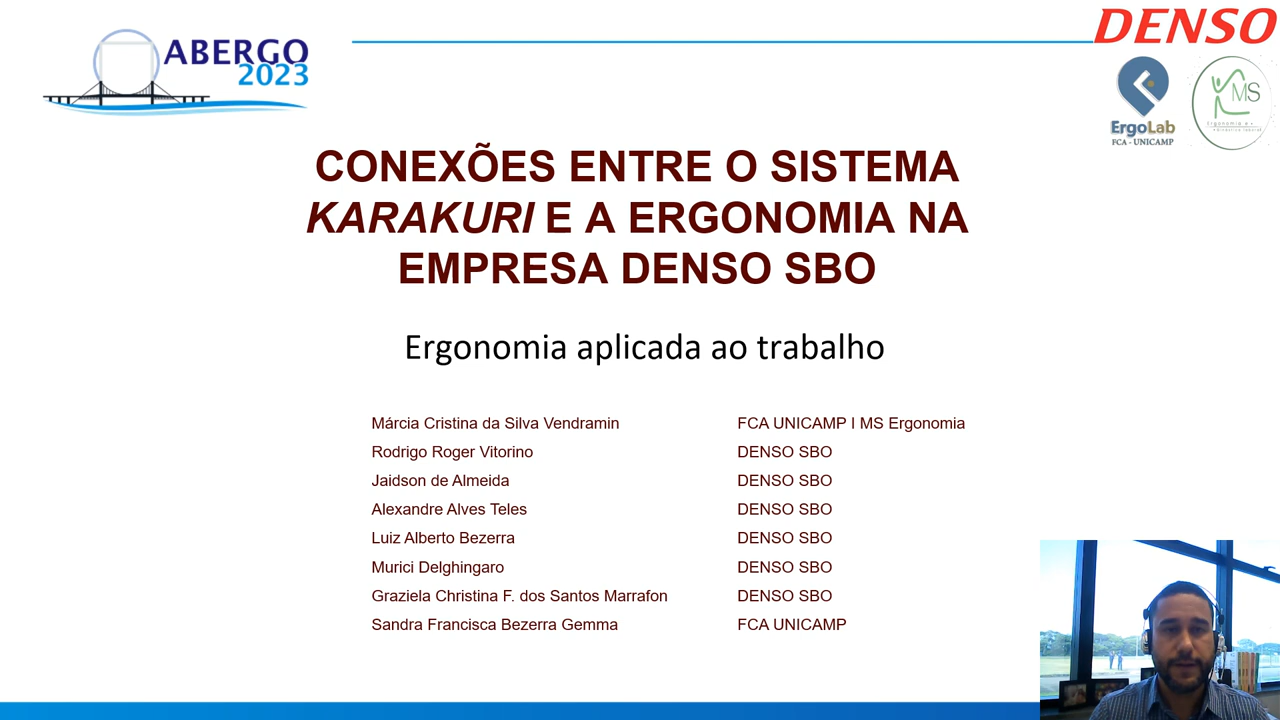 ABERGO
2023
DENSO
ErgoLab
FCA - UNICAMP
MS
CONEXÕES ENTRE O SISTEMA
KARAKURI E A ERGONOMIA NA
EMPRESA DENSO SBO
Ergonomia aplicada ao trabalho
Márcia Cristina da Silva Vendramin FCA UNICAMP I MS Ergonomia
Rodrigo Roger Vitorino DENSO SBO
Jaidson de Almeida DENSO SBO
Alexandre Alves Teles DENSO SBO
Luiz Alberto Bezerra DENSO SBO
Murici Delghingaro DENSO SBO
Graziela Christina F. dos Santos Marrafon DENSO SBO
Sandra Francisca Bezerra Gemma FCA UNICAMP